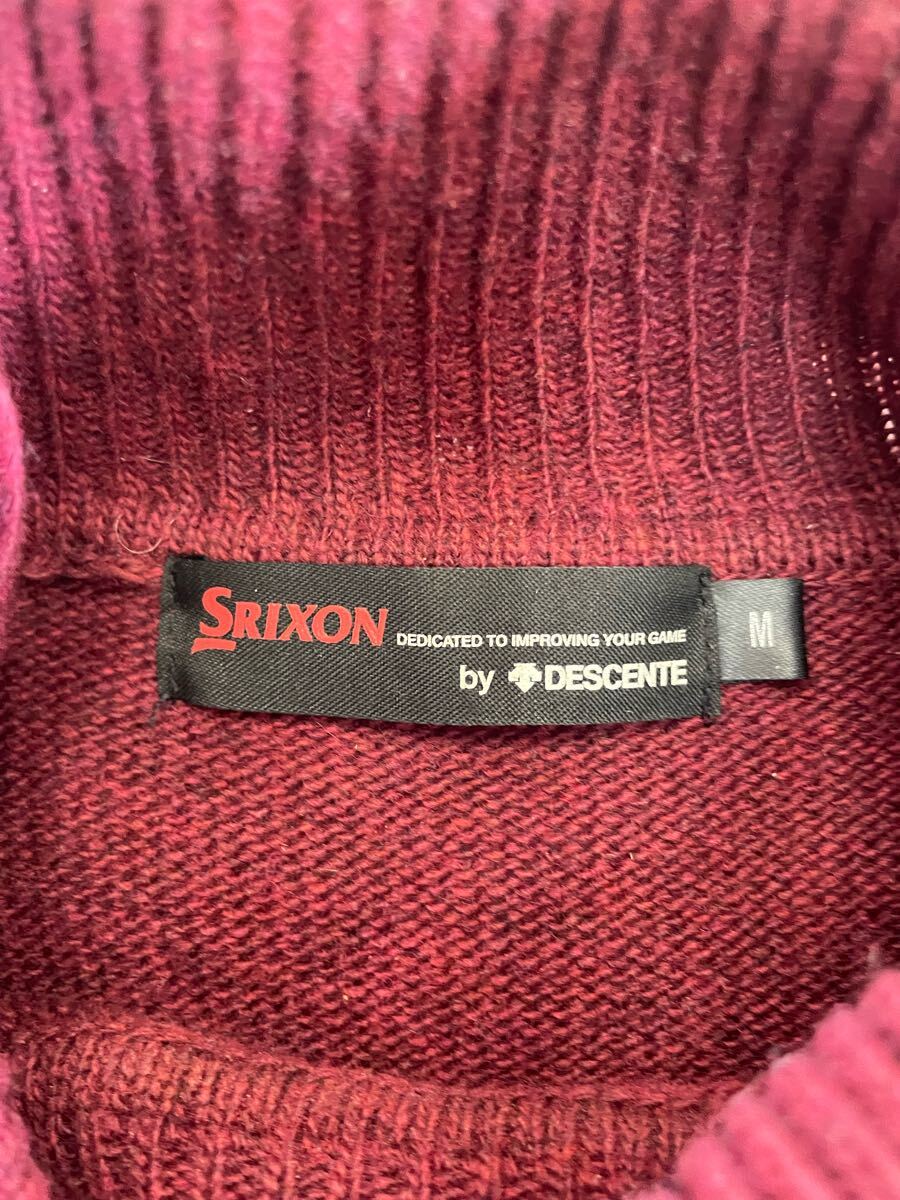 SRIXON DEDICATED TO IMPROVING YOUR GAME
by DESCENTE
M